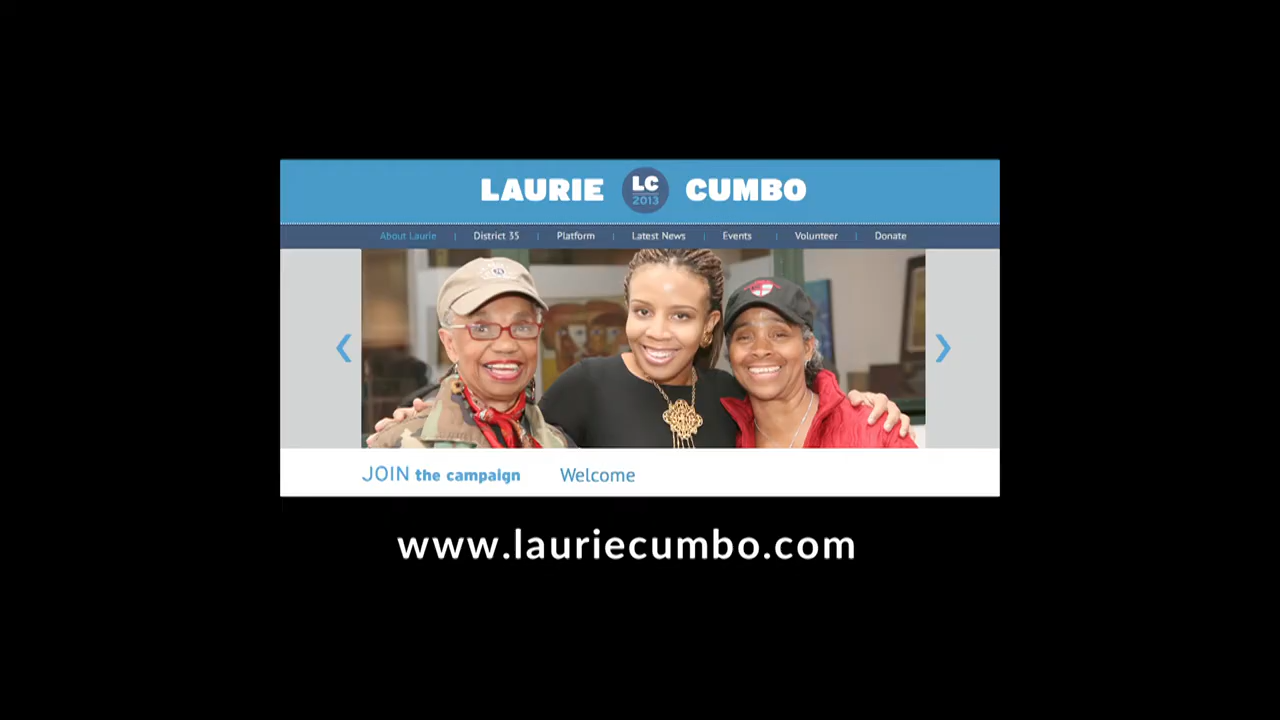 LAURIE LC 2013 CUMBO
About Laurie | District 35 | Platform | Latest News | Events | Volunteer | Donate
JOIN the campaign Welcome
www.lauriecumbo.com